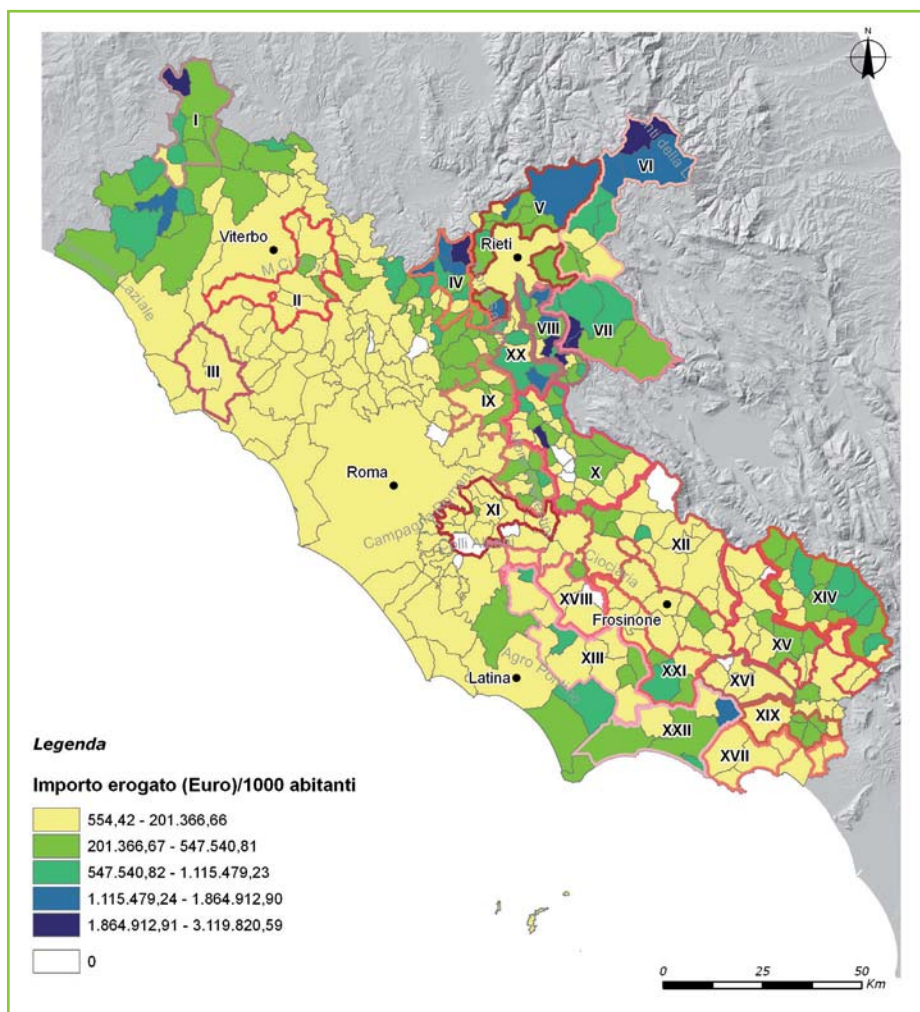 N
I
VI
V
Viterbo
Rieti
IV
II
VIII
VII
Laziale
XX
III
IX
Roma
X
XI
Colli Albani
Ciociaria
XII
XVIII
XIV
Frosinone
XV
XIII
Latina
XXI
XVI
XXII
XIX
XVII
Legenda
Importo erogato (Euro)/1000 abitanti
554,42 - 201.366,66
201.366,67 - 547.540,81
547.540,82 - 1.115.479,23
1.115.479,24 - 1.864.912,90
1.864.912,91 - 3.119.820,59
0
0 25 50
Km